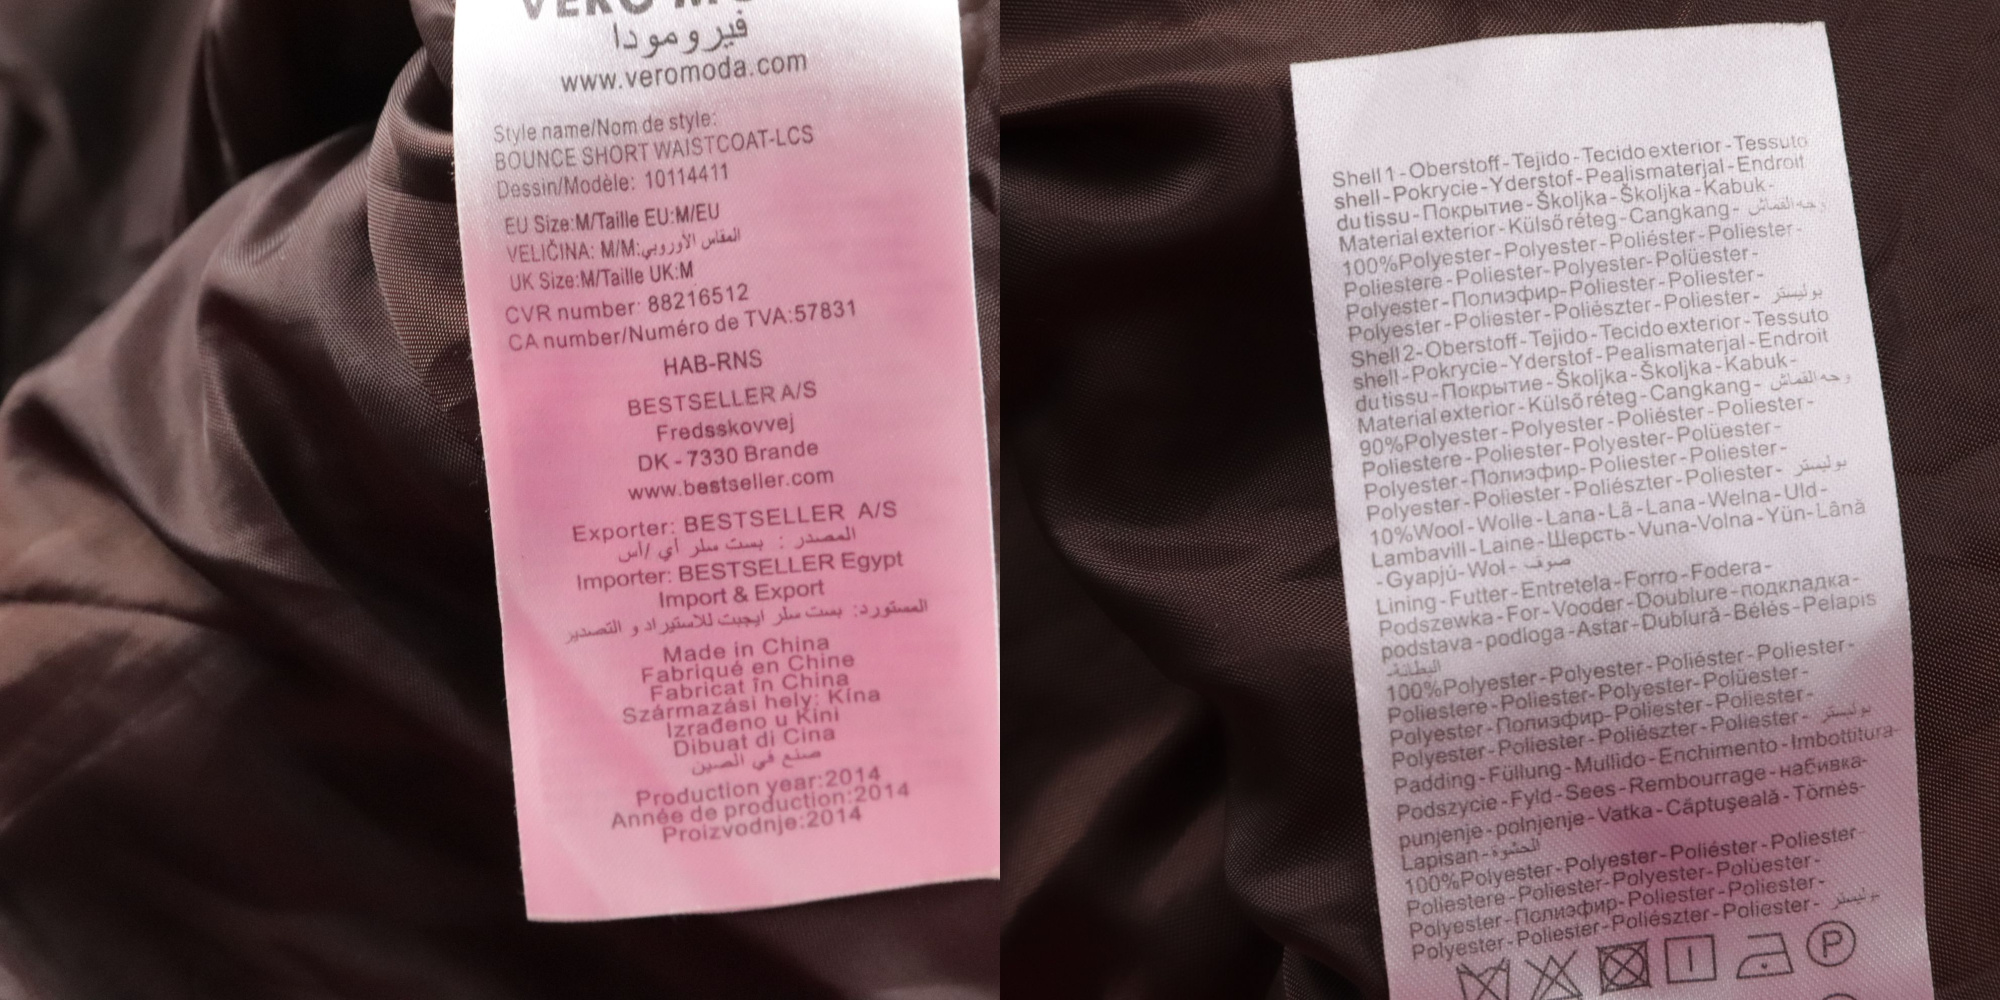 VERO M
فيرومودا
www.veromoda.com
Style name/Nom de style:
BOUNCE SHORT WAISTCOAT-LCS
Dessin/Modèle: 10114411
EU Size:M/Taille EU:M/EU
VELIČINA: M/M:المقاس الأوروبي
UK Size:M/Taille UK:M
CVR number: 88216512
CA number/Numéro de TVA:57831
HAB-RNS
BESTSELLER A/S
Fredsskovvej
DK - 7330 Brande
www.bestseller.com
Exporter: BESTSELLER A/S
المصدر : بست سلر أي /أس
Importer: BESTSELLER Egypt
Import & Export
المستورد: بست سلر ايجبت للاستيراد و التصدير
Made in China
Fabriqué en Chine
Fabricat în China
Származási hely: Kína
Izrađeno u Kini
Dibuat di Cina
صنع في الصين
Production year:2014
Année de production:2014
Proizvodnje:2014
Shell 1 - Oberstoff - Tejido - Tecido exterior - Tessuto
shell - Pokrycie - Yderstof - Pealismaterjal - Endroit
du tissu - Покрытие - Školjka - Školjka - Kabuk -
Material exterior - Külső réteg - Cangkang - وجه القماش
100%Polyester - Polyester - Poliéster - Poliester -
Poliestere - Poliester - Polyester - Polüester -
Polyester - Полиэфир - Poliester - Poliester -
Polyester - Poliester - Poliészter - Poliester - بوليستر
Shell 2 - Oberstoff - Tejido - Tecido exterior - Tessuto
shell - Pokrycie - Yderstof - Pealismaterjal - Endroit
du tissu - Покрытие - Školjka - Školjka - Kabuk -
Material exterior - Külső réteg - Cangkang - وجه القماش
90%Polyester - Polyester - Poliéster - Poliester -
Poliestere - Poliester - Polyester - Polüester -
Polyester - Полиэфир - Poliester - Poliester -
Polyester - Poliester - Poliészter - Poliester - بوليستر
10%Wool - Wolle - Lana - Lã - Lana - Wełna - Uld -
Lambavill - Laine - Шерсть - Vuna - Volna - Yün - Lână
- Gyapjú - Wol - صوف
Lining - Futter - Entretela - Forro - Fodera -
Podszewka - For - Vooder - Doublure - подкладка -
podstava - podloga - Astar - Dublură - Bélés - Pelapis
البطانة-
100%Polyester - Polyester - Poliéster - Poliester -
Poliestere - Poliester - Polyester - Polüester -
Polyester - Полиэфир - Poliester - Poliester -
Polyester - Poliester - Poliészter - Poliester - بوليستر
Padding - Füllung - Mullido - Enchimento - Imbottitura -
Podszycie - Fyld - Sees - Rembourrage - набивка -
punjenje - polnjenje - Vatka - Căptuşeală - Tömés -
Lapisan - الحشوة
100%Polyester - Polyester - Poliéster - Poliester -
Poliestere - Poliester - Polyester - Polüester -
Polyester - Полиэфир - Poliester - Poliester -
Polyester - Poliester - Poliészter - Poliester - بوليستر
P